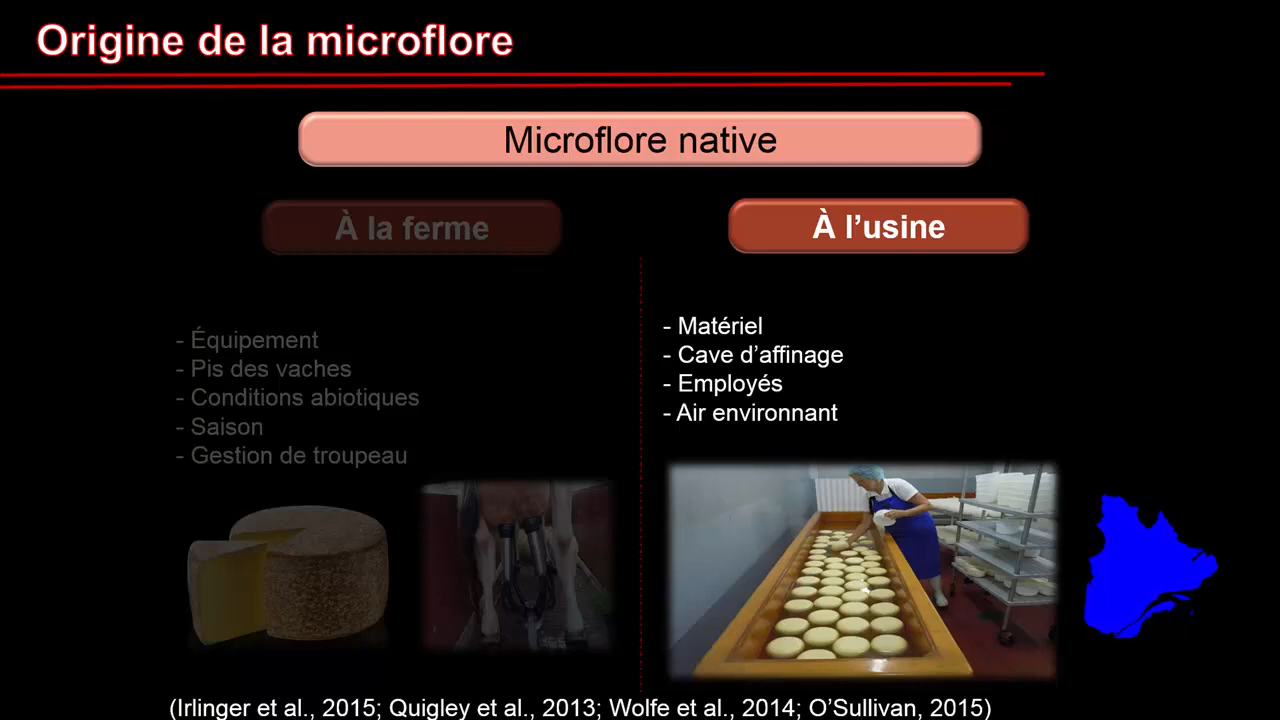 Origine de la microflore
Microflore native
À la ferme
- Équipement
- Pis des vaches
- Conditions abiotiques
- Saison
- Gestion de troupeau
À l’usine
- Matériel
- Cave d’affinage
- Employés
- Air environnant
(Irlinger et al., 2015; Quigley et al., 2013; Wolfe et al., 2014; O’Sullivan, 2015)